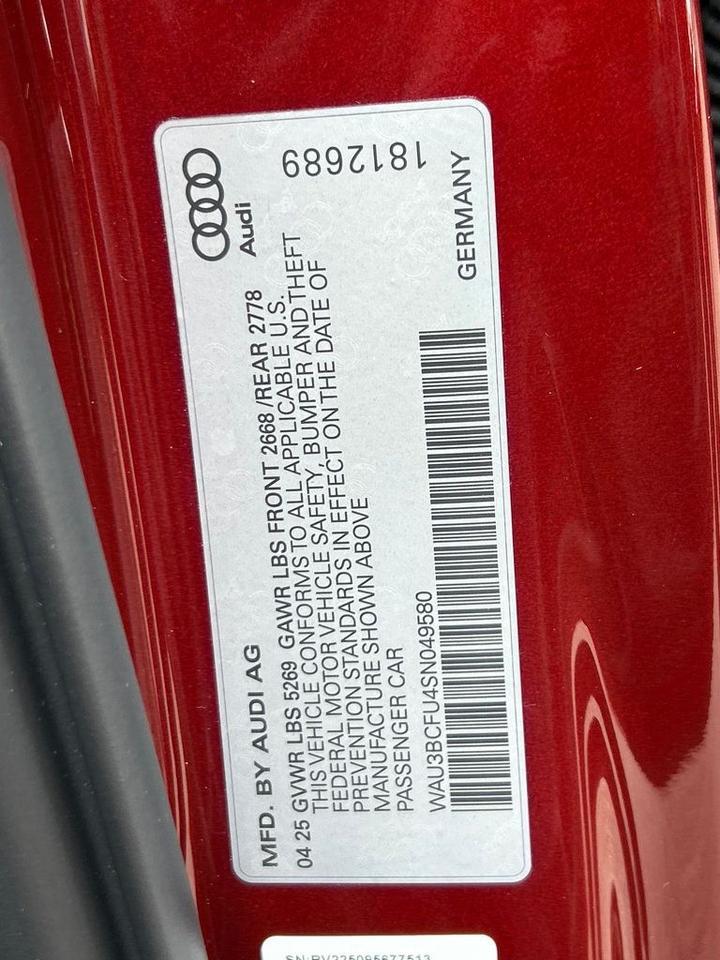 MFD. BY AUDI AG
Audi
04 25 GVWR LBS 5269 GAWR LBS FRONT 2668 /REAR 2778
THIS VEHICLE CONFORMS TO ALL APPLICABLE U.S.
FEDERAL MOTOR VEHICLE SAFETY, BUMPER AND THEFT
PREVENTION STANDARDS IN EFFECT ON THE DATE OF
MANUFACTURE SHOWN ABOVE
PASSENGER CAR
WAU3BCFU4SN049580
GERMANY
1812689